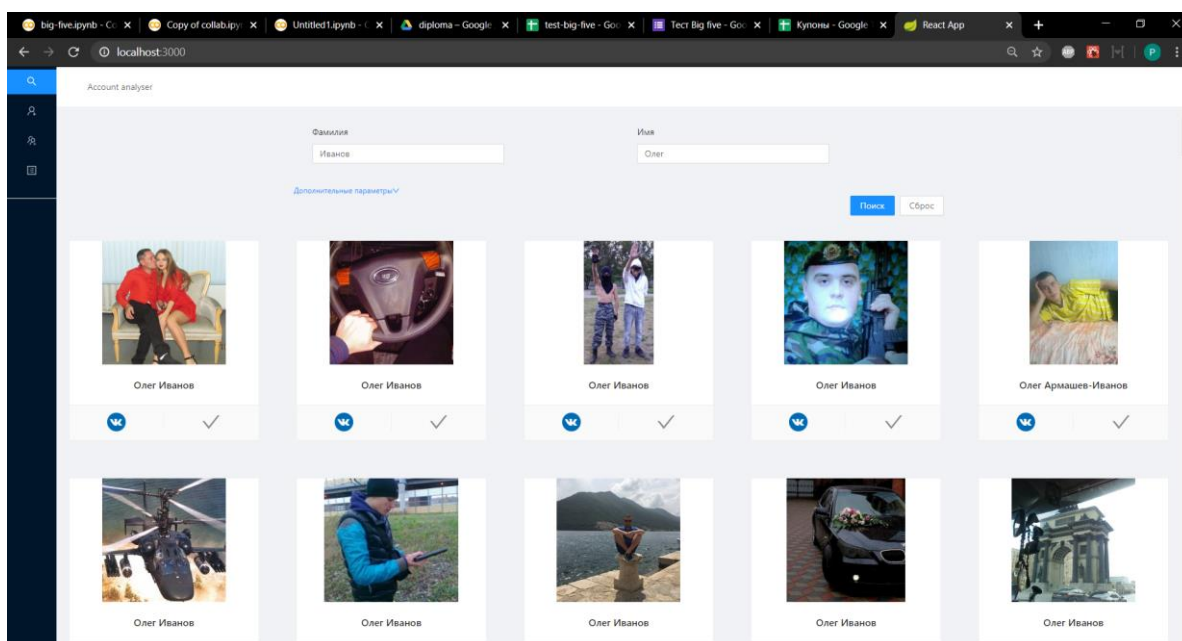 big-five.ipynb - Co
Copy of collab.ipyn
Untitled1.ipynb - C
diploma – Google
test-big-five - Goo
Тест Big five - Goo
Купоны - Google
React App
localhost:3000
Account analyser
Фамилия
Имя
Иванов
Олег
Дополнительные параметры
Поиск
Сброс
Олег Иванов
Олег Иванов
Олег Иванов
Олег Иванов
Олег Армашев-Иванов
Олег Иванов
Олег Иванов
Олег Иванов
Олег Иванов
Олег Иванов